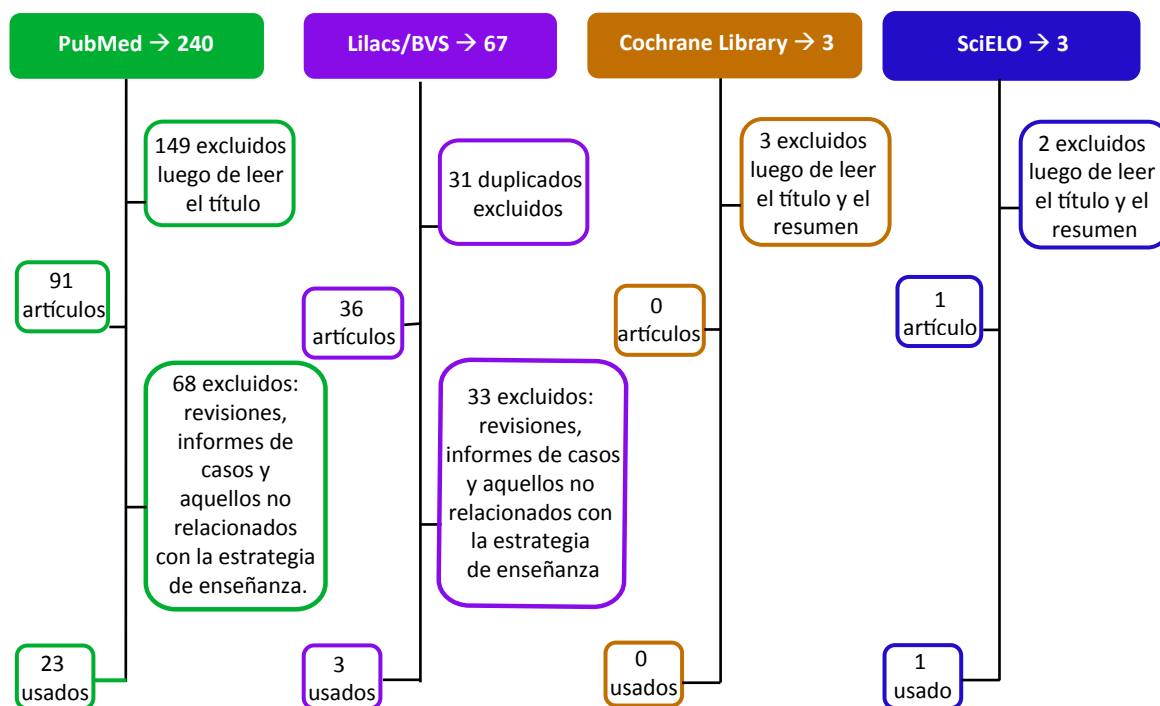 PubMed → 240
149 excluidos
luego de leer
el título
91
artículos
68 excluidos:
revisiones,
informes de
casos y
aquellos no
relacionados
con la estrategia
de enseñanza.
23
usados
Lilacs/BVS → 67
31 duplicados
excluidos
36
artículos
33 excluidos:
revisiones,
informes de casos
y aquellos no
relacionados con
la estrategia
de enseñanza
3
usados
Cochrane Library → 3
3 excluidos
luego de leer
el título y el
resumen
0
artículos
0
usados
SciELO → 3
2 excluidos
luego de leer
el título y el
resumen
1
artículo
1
usado